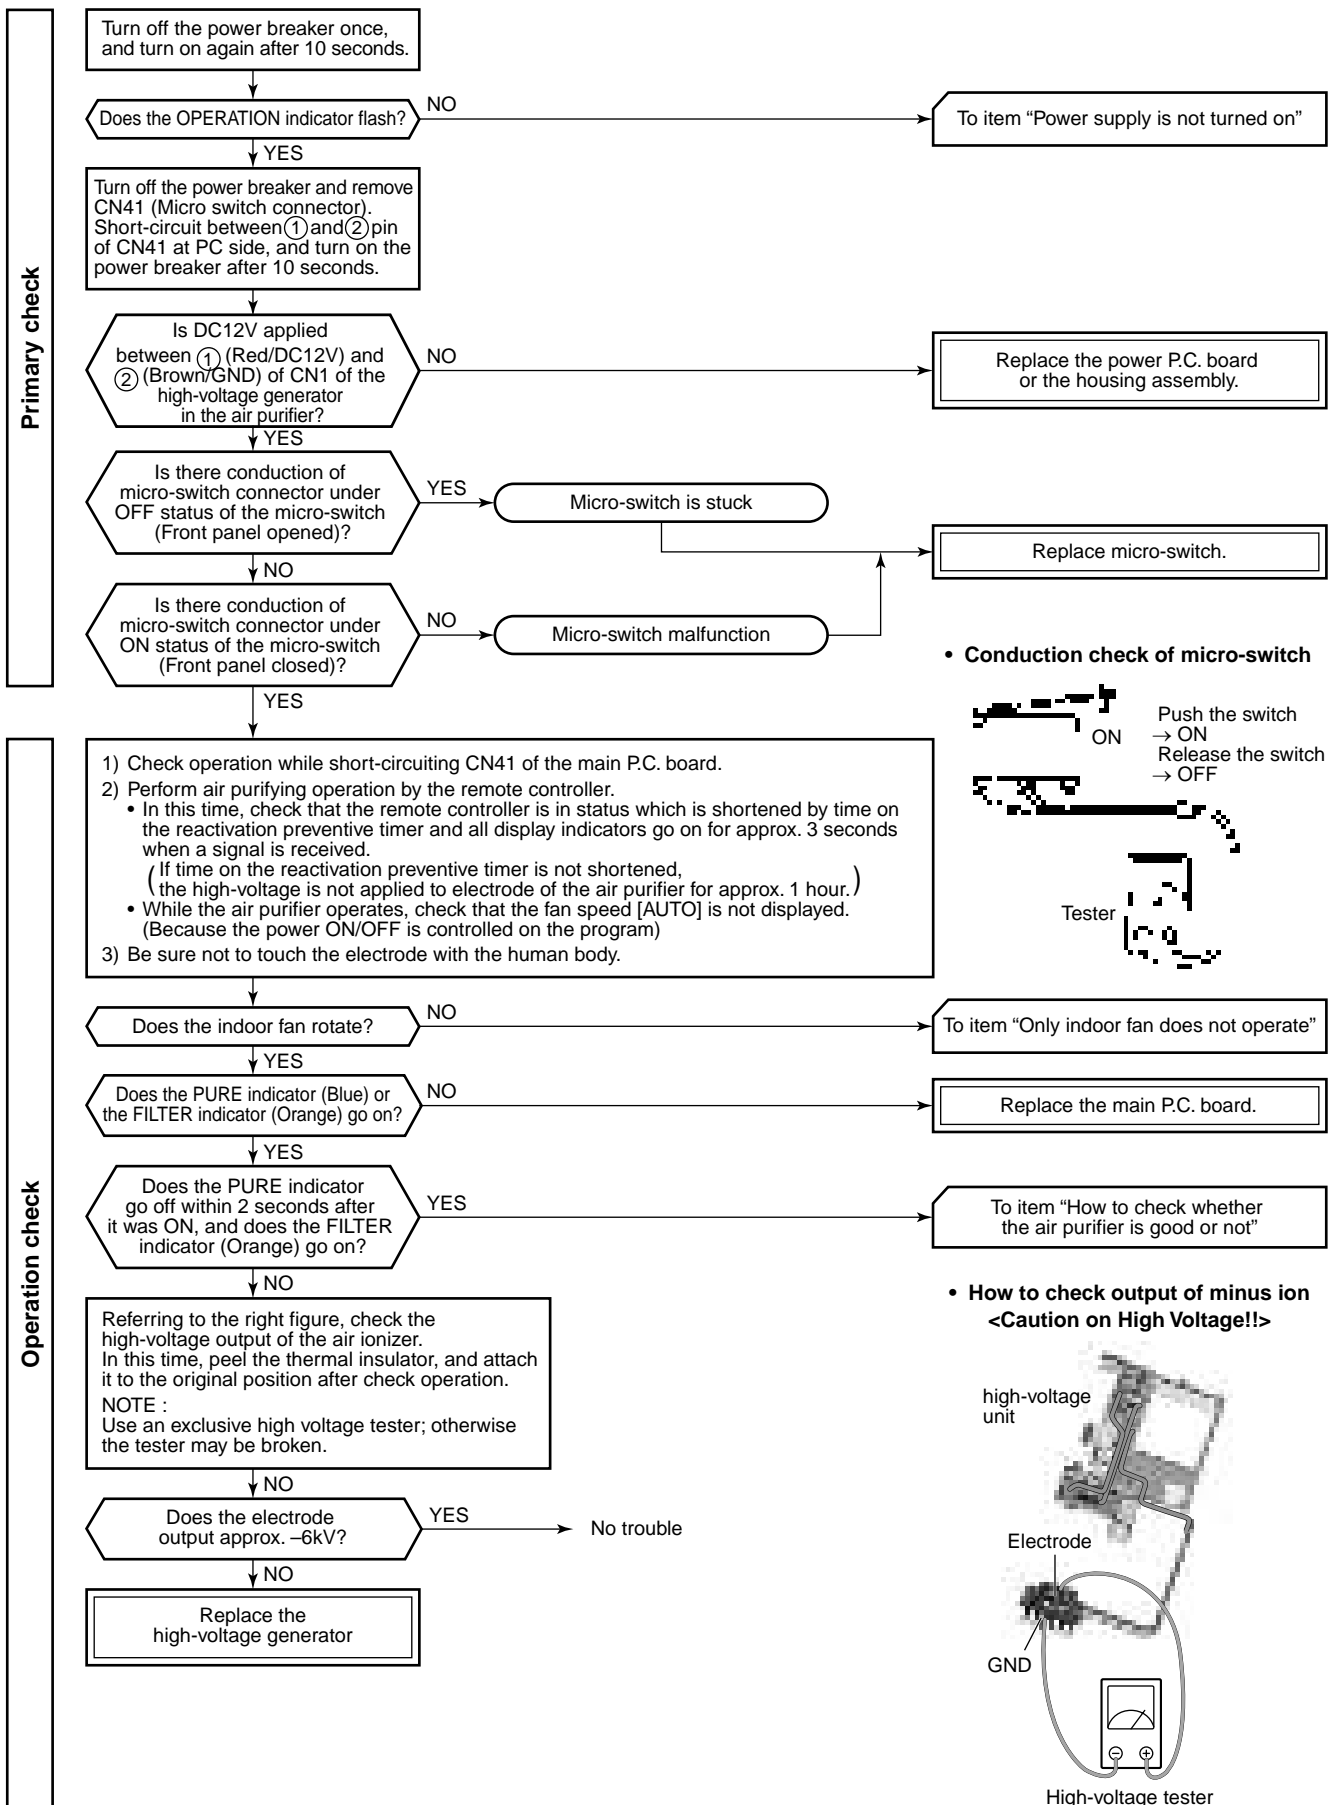 Primary check
Turn off the power breaker once,
and turn on again after 10 seconds.
Does the OPERATION indicator flash?
NO
To item “Power supply is not turned on”
YES
Turn off the power breaker and remove
CN41 (Micro switch connector).
Short-circuit between ① and ② pin
of CN41 at PC side, and turn on the
power breaker after 10 seconds.
Is DC12V applied
between ① (Red/DC12V) and
② (Brown/GND) of CN1 of the
high-voltage generator
in the air purifier?
NO
Replace the power P.C. board
or the housing assembly.
YES
Is there conduction of
micro-switch connector under
OFF status of the micro-switch
(Front panel opened)?
YES
Micro-switch is stuck
Replace micro-switch.
NO
Is there conduction of
micro-switch connector under
ON status of the micro-switch
(Front panel closed)?
NO
Micro-switch malfunction
YES
• Conduction check of micro-switch
ON
Push the switch
→ ON
Release the switch
→ OFF
Tester
Operation check
1) Check operation while short-circuiting CN41 of the main P.C. board.
2) Perform air purifying operation by the remote controller.
• In this time, check that the remote controller is in status which is shortened by time on
the reactivation preventive timer and all display indicators go on for approx. 3 seconds
when a signal is received.
(If time on the reactivation preventive timer is not shortened,
the high-voltage is not applied to electrode of the air purifier for approx. 1 hour.)
• While the air purifier operates, check that the fan speed [AUTO] is not displayed.
(Because the power ON/OFF is controlled on the program)
3) Be sure not to touch the electrode with the human body.
Does the indoor fan rotate?
NO
To item “Only indoor fan does not operate”
YES
Does the PURE indicator (Blue) or
the FILTER indicator (Orange) go on?
NO
Replace the main P.C. board.
YES
Does the PURE indicator
go off within 2 seconds after
it was ON, and does the FILTER
indicator (Orange) go on?
YES
To item “How to check whether
the air purifier is good or not”
NO
Referring to the right figure, check the
high-voltage output of the air ionizer.
In this time, peel the thermal insulator, and attach
it to the original position after check operation.
NOTE :
Use an exclusive high voltage tester; otherwise
the tester may be broken.
NO
Does the electrode
output approx. –6kV?
YES
No trouble
NO
Replace the
high-voltage generator
• How to check output of minus ion
<Caution on High Voltage!!>
high-voltage
unit
Electrode
GND
High-voltage tester